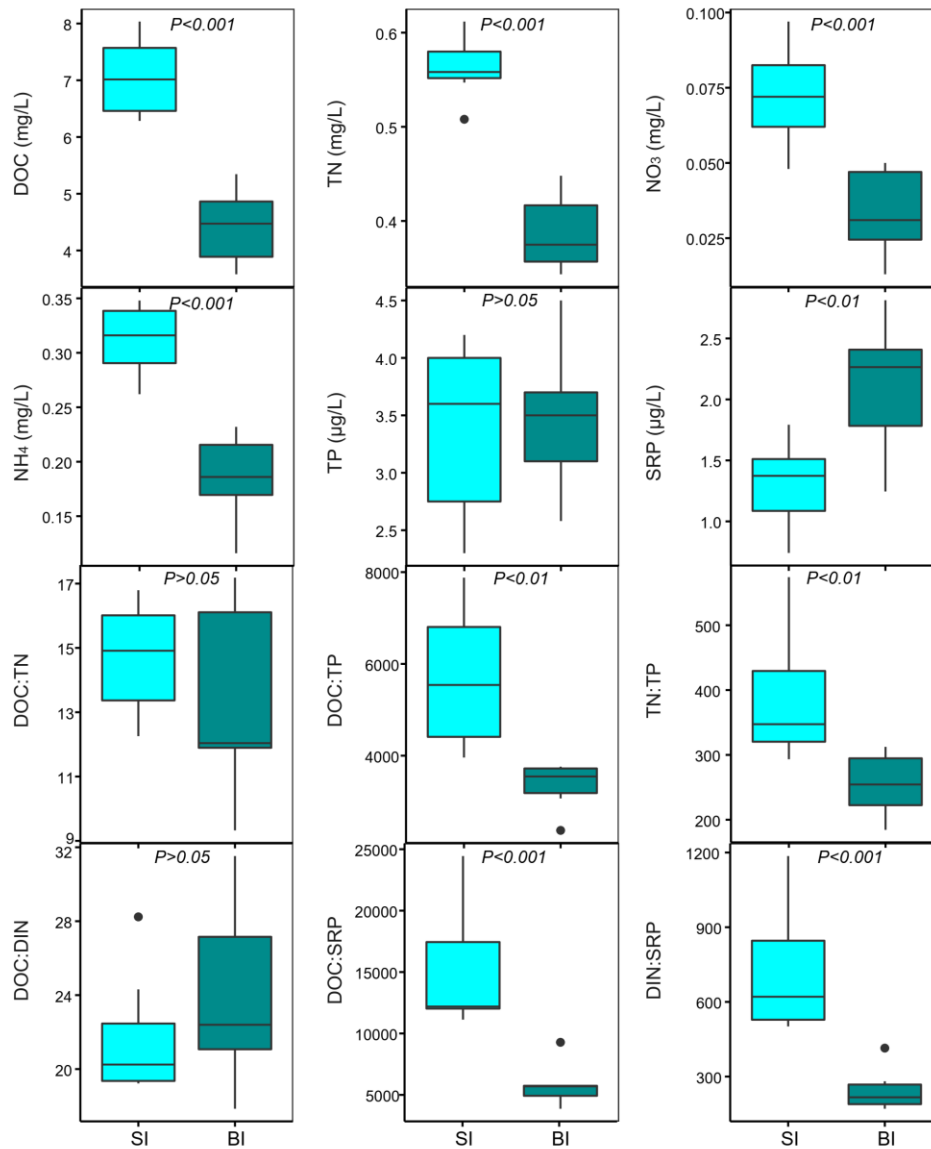 DOC (mg/L)
8
7
6
5
4
P<0.001
TN (mg/L)
0.6
0.5
0.4
P<0.001
NO₃ (mg/L)
0.100
0.075
0.050
0.025
P<0.001
NH₄ (mg/L)
0.35
0.30
0.25
0.20
0.15
P<0.001
TP (µg/L)
4.5
4.0
3.5
3.0
2.5
P>0.05
SRP (µg/L)
2.5
2.0
1.5
1.0
P<0.01
DOC:TN
17
15
13
11
9
P>0.05
DOC:TP
8000
6000
4000
P<0.01
TN:TP
500
400
300
200
P<0.01
DOC:DIN
32
28
24
20
P>0.05
SI BI
DOC:SRP
25000
20000
15000
10000
5000
P<0.001
SI BI
DIN:SRP
1200
900
600
300
P<0.001
SI BI